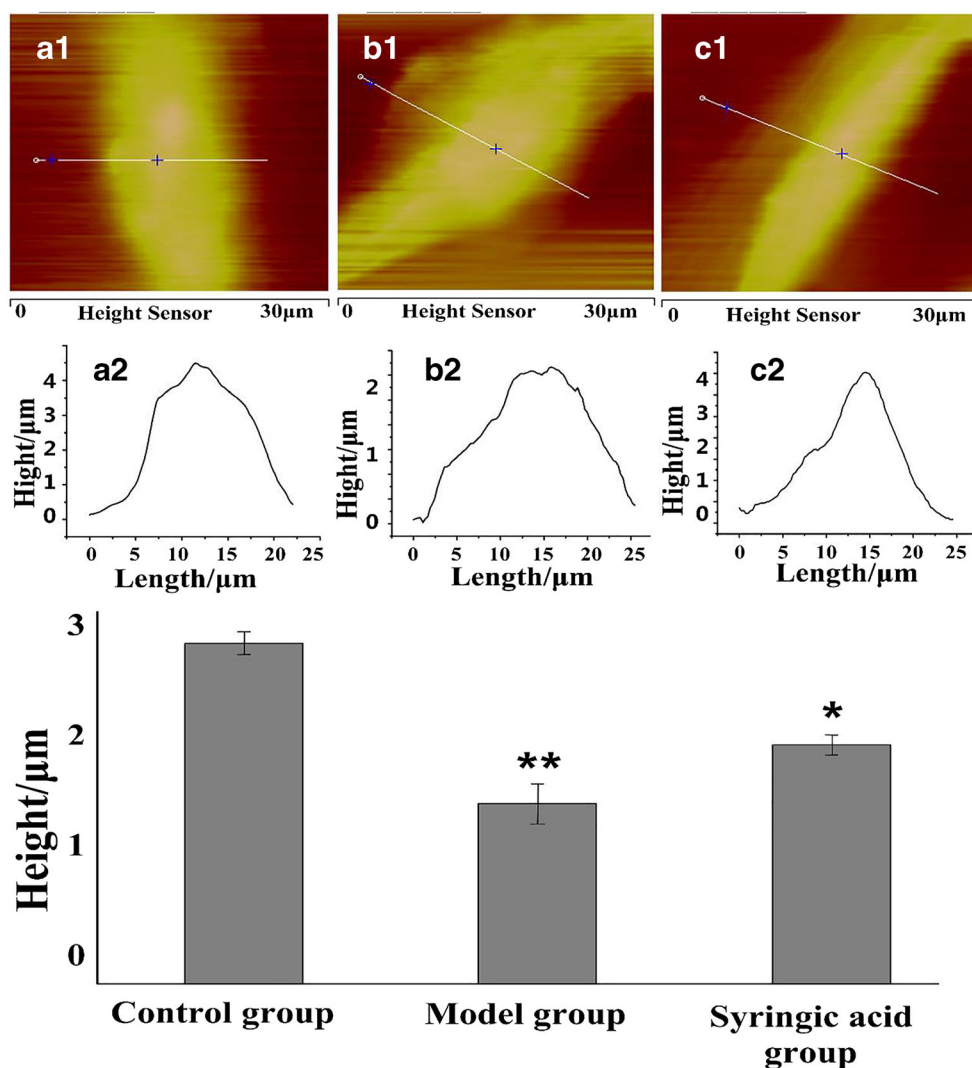 a1
b1
c1
0 Height Sensor 30μm
0 Height Sensor 30μm
0 Height Sensor 30μm
a2
Hight/μm
4
3
2
1
0
0 5 10 15 20 25
Length/μm
b2
Hight/μm
2
1
0
0 5 10 15 20 25
Length/μm
c2
Hight/μm
4
3
2
1
0
0 5 10 15 20 25
Length/μm
Height/μm
3
2
1
0
**
*
Control group
Model group
Syringic acid
group